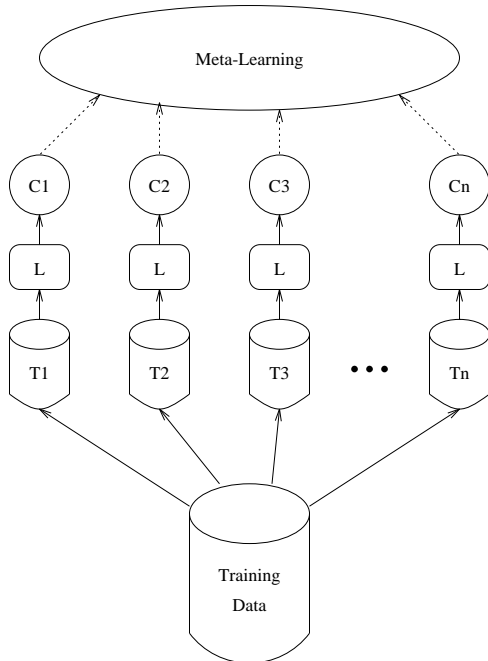 Meta-Learning
C1 C2 C3 Cn
L L L L
T1 T2 T3 ••• Tn
Training
Data